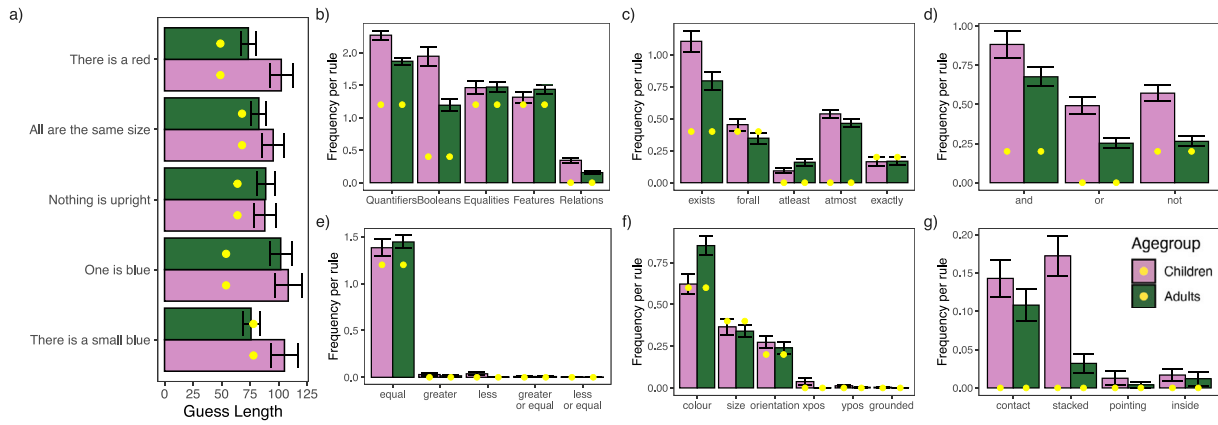 a)
There is a red
All are the same size
Nothing is upright
One is blue
There is a small blue
0 25 50 75 100 125
Guess Length
b)
Frequency per rule
2.0
1.5
1.0
0.5
0.0
Quantifiers Booleans Equalities Features Relations
c)
Frequency per rule
1.00
0.75
0.50
0.25
0.00
exists forall atleast atmost exactly
d)
Frequency per rule
1.00
0.75
0.50
0.25
0.00
and or not
e)
Frequency per rule
1.5
1.0
0.5
0.0
equal greater less greater or equal less or equal
f)
Frequency per rule
0.75
0.50
0.25
0.00
colour size orientation xpos ypos grounded
g)
Frequency per rule
0.20
0.15
0.10
0.05
0.00
contact stacked pointing inside
Agegroup
Children
Adults